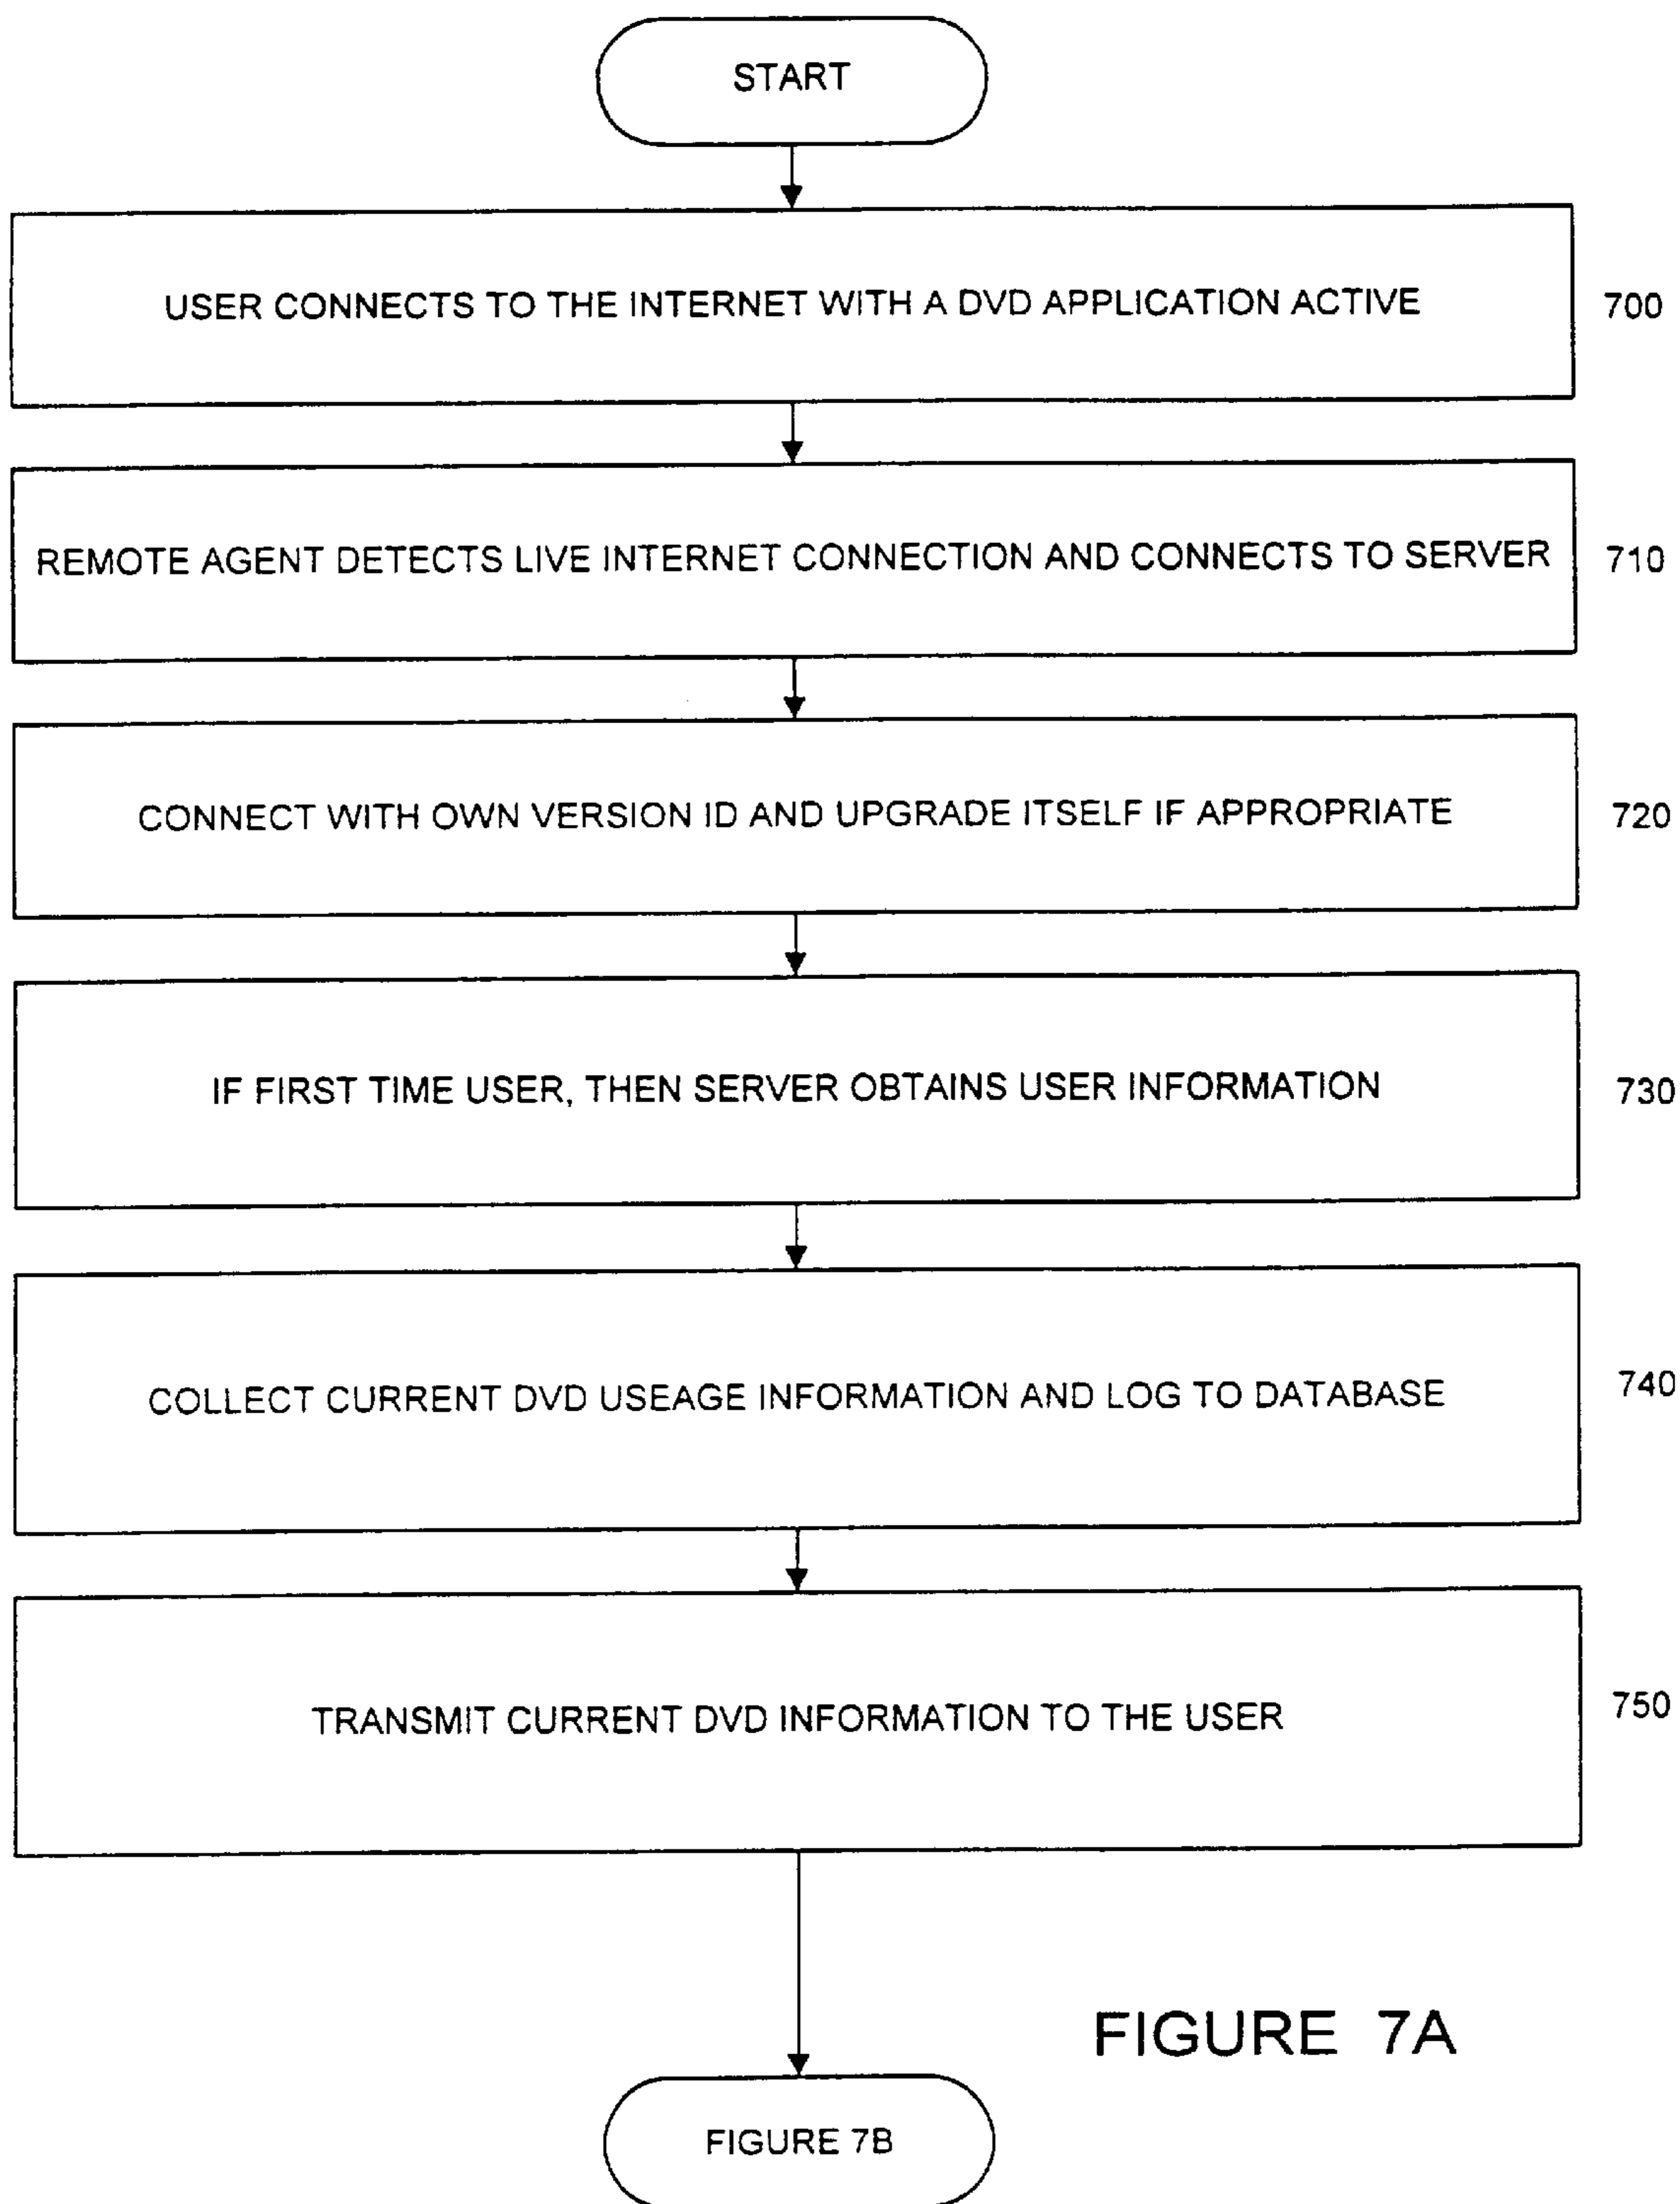 START
USER CONNECTS TO THE INTERNET WITH A DVD APPLICATION ACTIVE
700
REMOTE AGENT DETECTS LIVE INTERNET CONNECTION AND CONNECTS TO SERVER
710
CONNECT WITH OWN VERSION ID AND UPGRADE ITSELF IF APPROPRIATE
720
IF FIRST TIME USER, THEN SERVER OBTAINS USER INFORMATION
730
COLLECT CURRENT DVD USEAGE INFORMATION AND LOG TO DATABASE
740
TRANSMIT CURRENT DVD INFORMATION TO THE USER
750
FIGURE 7A
FIGURE 7B